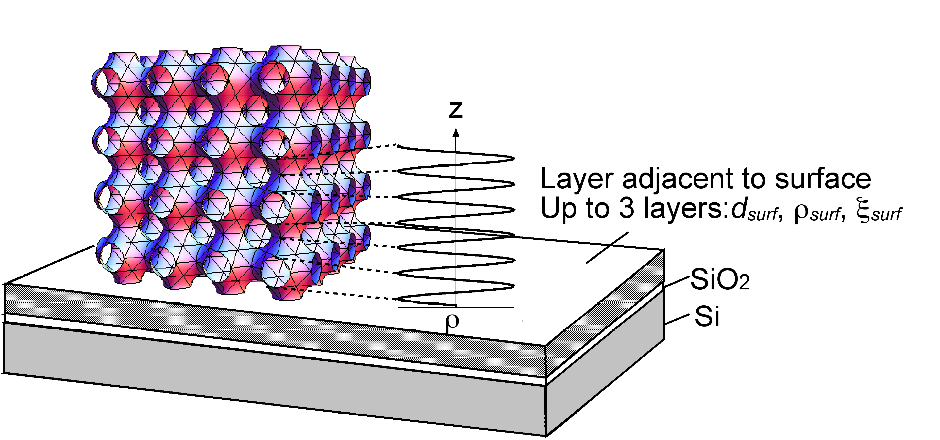 z
Layer adjacent to surface
Up to 3 layers: dsurf, ρsurf, ξsurf
SiO2
Si
ρ